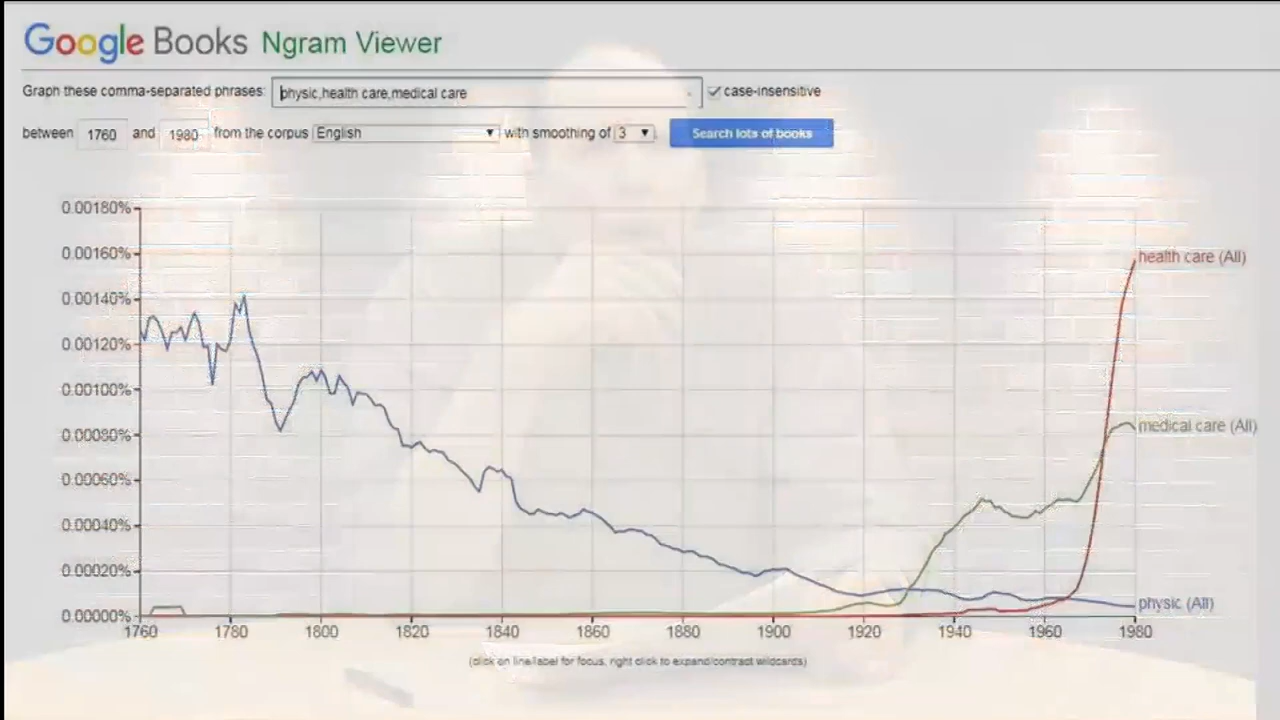 Google Books Ngram Viewer
Graph these comma-separated phrases: physic,health care,medical care case-insensitive
between 1760 and 1980 from the corpus English with smoothing of 3 Search lots of books
0.00180%
0.00160%
health care (All)
0.00140%
0.00120%
0.00100%
0.00080%
medical care (All)
0.00060%
0.00040%
0.00020%
physic (All)
0.00000%
1760 1780 1800 1820 1840 1860 1880 1900 1920 1940 1960 1980
(click on line/label for focus, right click to expand/contract wildcards)